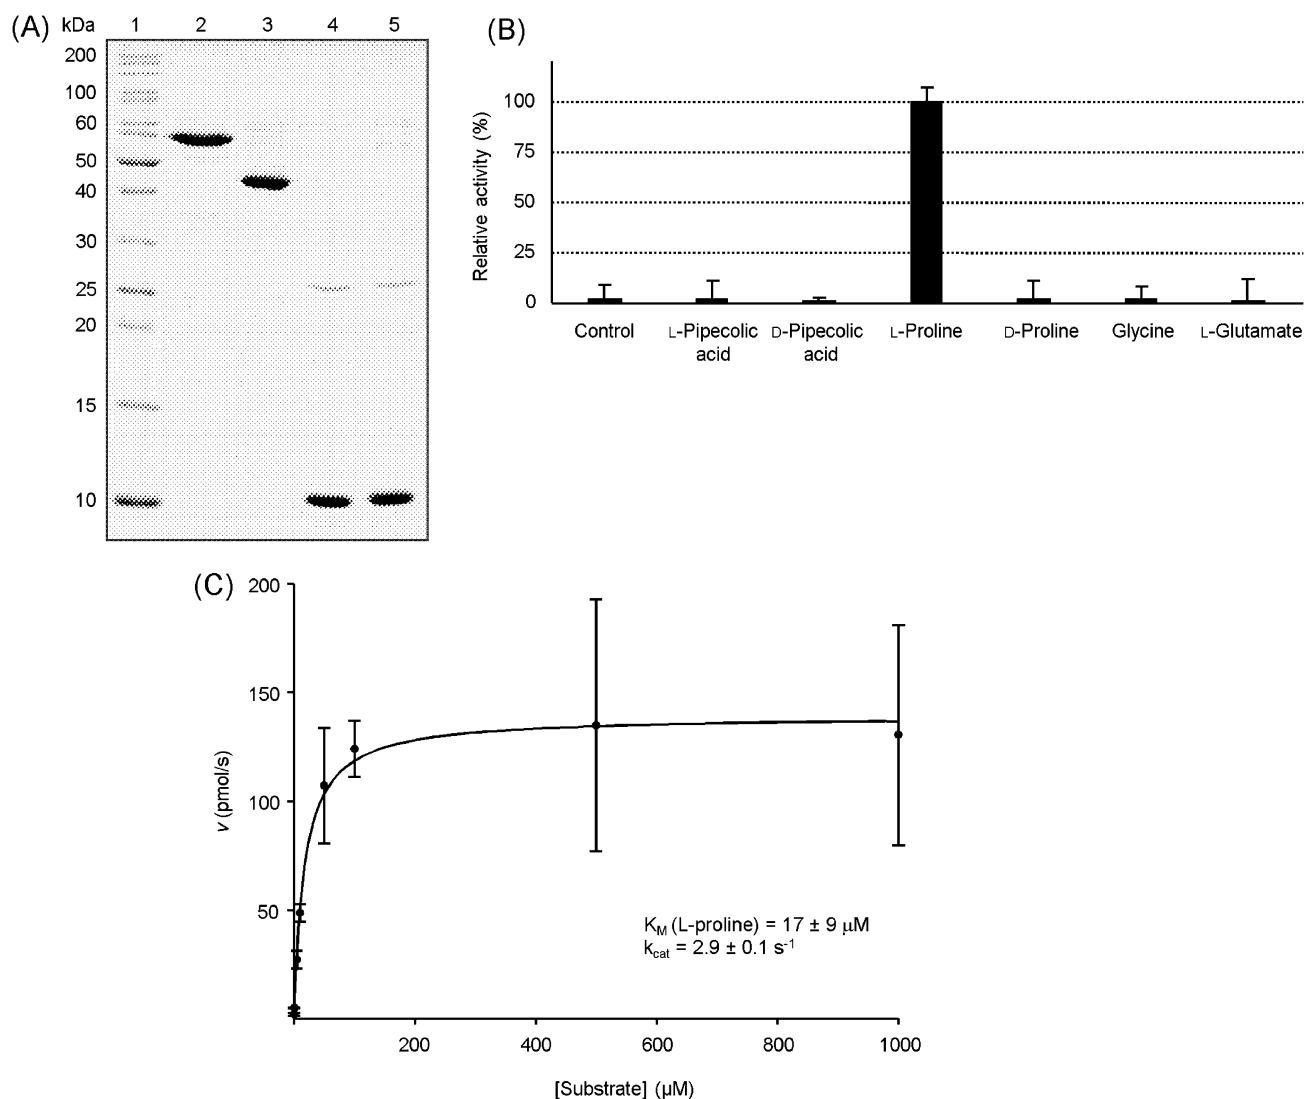 (A)
kDa 1 2 3 4 5
200
100
60
50
40
30
25
20
15
10
(B)
Relative activity (%)
100
75
50
25
0
Control L-Pipecolic acid D-Pipecolic acid L-Proline D-Proline Glycine L-Glutamate
(C)
200
150
100
50
v (pmol/s)
K_M (L-proline) = 17 ± 9 µM
k_cat = 2.9 ± 0.1 s⁻¹
200 400 600 800 1000
[Substrate] (µM)